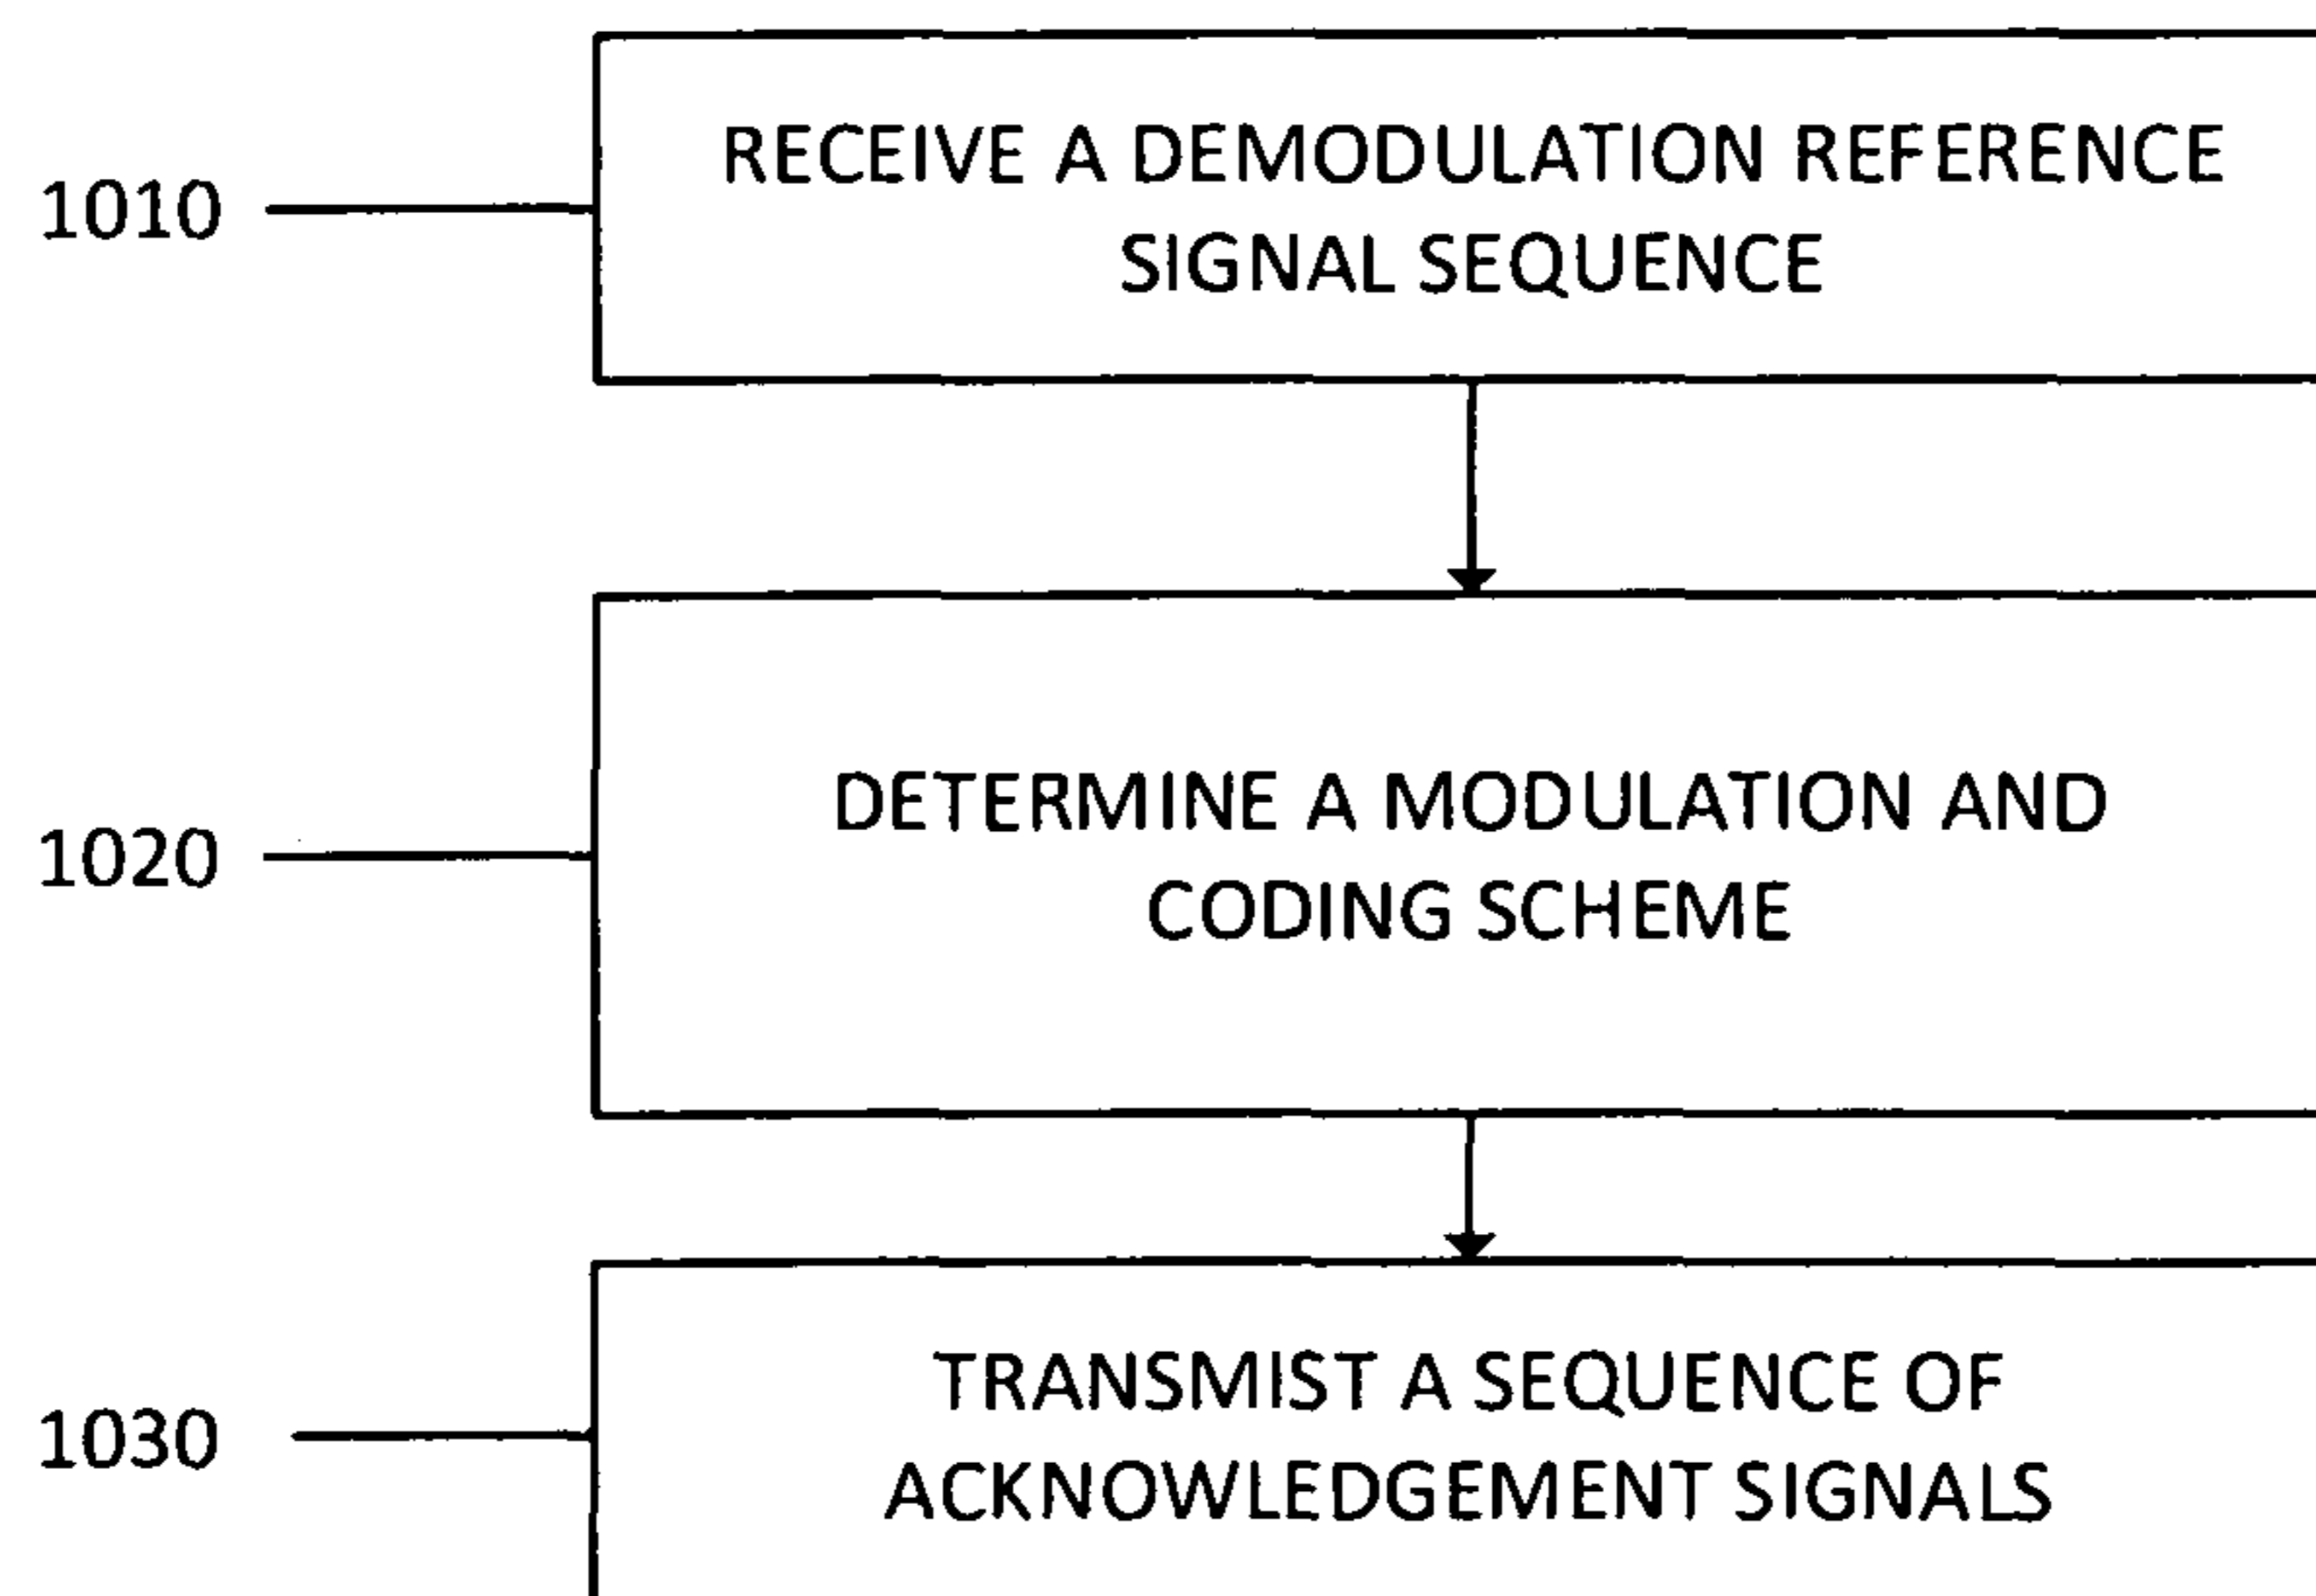 RECEIVE A DEMODULATION REFERENCE
1010
SIGNAL SEQUENCE
DETERMINE A MODULATION AND
1020
CODING SCHEME
TRANSMIST A SEQUENCE OF
1030
ACKNOWLEDGEMENT SIGNALS